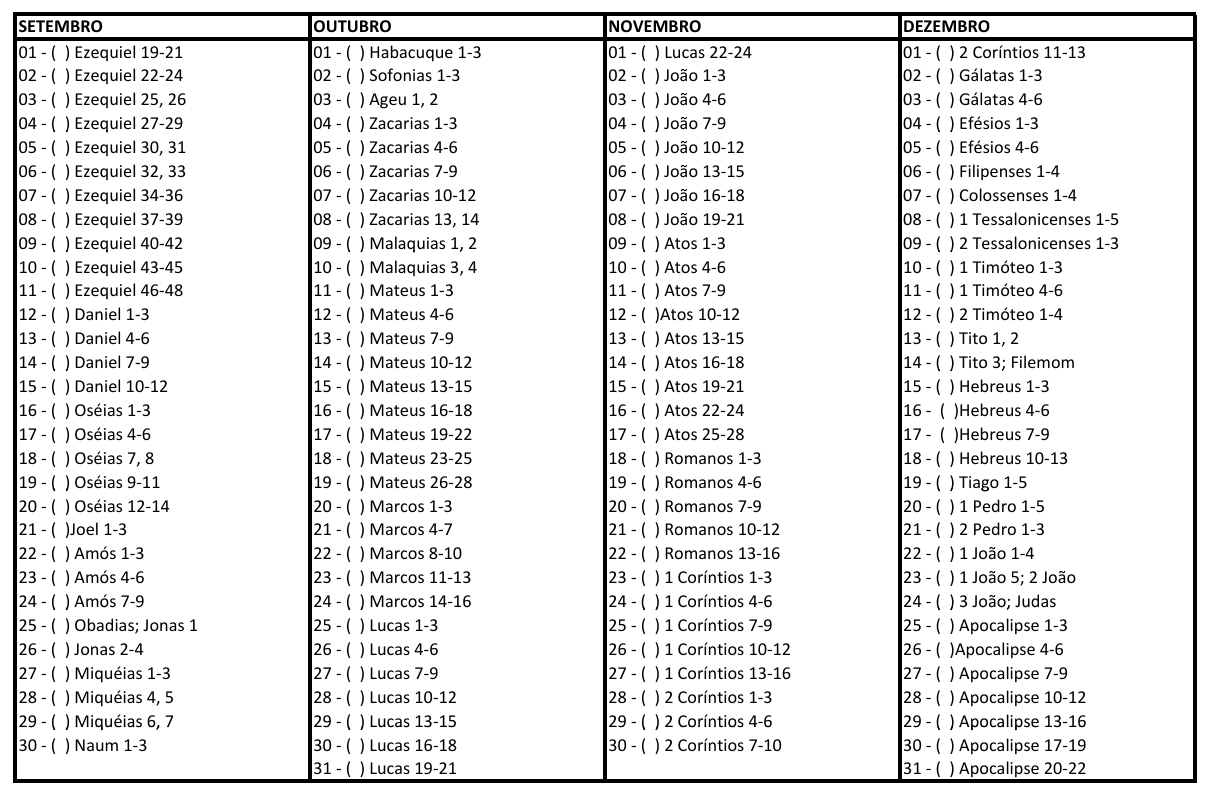 SETEMBRO
01 - ( ) Ezequiel 19-21
02 - ( ) Ezequiel 22-24
03 - ( ) Ezequiel 25, 26
04 - ( ) Ezequiel 27-29
05 - ( ) Ezequiel 30, 31
06 - ( ) Ezequiel 32, 33
07 - ( ) Ezequiel 34-36
08 - ( ) Ezequiel 37-39
09 - ( ) Ezequiel 40-42
10 - ( ) Ezequiel 43-45
11 - ( ) Ezequiel 46-48
12 - ( ) Daniel 1-3
13 - ( ) Daniel 4-6
14 - ( ) Daniel 7-9
15 - ( ) Daniel 10-12
16 - ( ) Oséias 1-3
17 - ( ) Oséias 4-6
18 - ( ) Oséias 7, 8
19 - ( ) Oséias 9-11
20 - ( ) Oséias 12-14
21 - ( )Joel 1-3
22 - ( ) Amós 1-3
23 - ( ) Amós 4-6
24 - ( ) Amós 7-9
25 - ( ) Obadias; Jonas 1
26 - ( ) Jonas 2-4
27 - ( ) Miquéias 1-3
28 - ( ) Miquéias 4, 5
29 - ( ) Miquéias 6, 7
30 - ( ) Naum 1-3
OUTUBRO
01 - ( ) Habacuque 1-3
02 - ( ) Sofonias 1-3
03 - ( ) Ageu 1, 2
04 - ( ) Zacarias 1-3
05 - ( ) Zacarias 4-6
06 - ( ) Zacarias 7-9
07 - ( ) Zacarias 10-12
08 - ( ) Zacarias 13, 14
09 - ( ) Malaquias 1, 2
10 - ( ) Malaquias 3, 4
11 - ( ) Mateus 1-3
12 - ( ) Mateus 4-6
13 - ( ) Mateus 7-9
14 - ( ) Mateus 10-12
15 - ( ) Mateus 13-15
16 - ( ) Mateus 16-18
17 - ( ) Mateus 19-22
18 - ( ) Mateus 23-25
19 - ( ) Mateus 26-28
20 - ( ) Marcos 1-3
21 - ( ) Marcos 4-7
22 - ( ) Marcos 8-10
23 - ( ) Marcos 11-13
24 - ( ) Marcos 14-16
25 - ( ) Lucas 1-3
26 - ( ) Lucas 4-6
27 - ( ) Lucas 7-9
28 - ( ) Lucas 10-12
29 - ( ) Lucas 13-15
30 - ( ) Lucas 16-18
31 - ( ) Lucas 19-21
NOVEMBRO
01 - ( ) Lucas 22-24
02 - ( ) João 1-3
03 - ( ) João 4-6
04 - ( ) João 7-9
05 - ( ) João 10-12
06 - ( ) João 13-15
07 - ( ) João 16-18
08 - ( ) João 19-21
09 - ( ) Atos 1-3
10 - ( ) Atos 4-6
11 - ( ) Atos 7-9
12 - ( )Atos 10-12
13 - ( ) Atos 13-15
14 - ( ) Atos 16-18
15 - ( ) Atos 19-21
16 - ( ) Atos 22-24
17 - ( ) Atos 25-28
18 - ( ) Romanos 1-3
19 - ( ) Romanos 4-6
20 - ( ) Romanos 7-9
21 - ( ) Romanos 10-12
22 - ( ) Romanos 13-16
23 - ( ) 1 Coríntios 1-3
24 - ( ) 1 Coríntios 4-6
25 - ( ) 1 Coríntios 7-9
26 - ( ) 1 Coríntios 10-12
27 - ( ) 1 Coríntios 13-16
28 - ( ) 2 Coríntios 1-3
29 - ( ) 2 Coríntios 4-6
30 - ( ) 2 Coríntios 7-10
DEZEMBRO
01 - ( ) 2 Coríntios 11-13
02 - ( ) Gálatas 1-3
03 - ( ) Gálatas 4-6
04 - ( ) Efésios 1-3
05 - ( ) Efésios 4-6
06 - ( ) Filipenses 1-4
07 - ( ) Colossenses 1-4
08 - ( ) 1 Tessalonicenses 1-5
09 - ( ) 2 Tessalonicenses 1-3
10 - ( ) 1 Timóteo 1-3
11 - ( ) 1 Timóteo 4-6
12 - ( ) 2 Timóteo 1-4
13 - ( ) Tito 1, 2
14 - ( ) Tito 3; Filemom
15 - ( ) Hebreus 1-3
16 - ( )Hebreus 4-6
17 - ( )Hebreus 7-9
18 - ( ) Hebreus 10-13
19 - ( ) Tiago 1-5
20 - ( ) 1 Pedro 1-5
21 - ( ) 2 Pedro 1-3
22 - ( ) 1 João 1-4
23 - ( ) 1 João 5; 2 João
24 - ( ) 3 João; Judas
25 - ( ) Apocalipse 1-3
26 - ( )Apocalipse 4-6
27 - ( ) Apocalipse 7-9
28 - ( ) Apocalipse 10-12
29 - ( ) Apocalipse 13-16
30 - ( ) Apocalipse 17-19
31 - ( ) Apocalipse 20-22